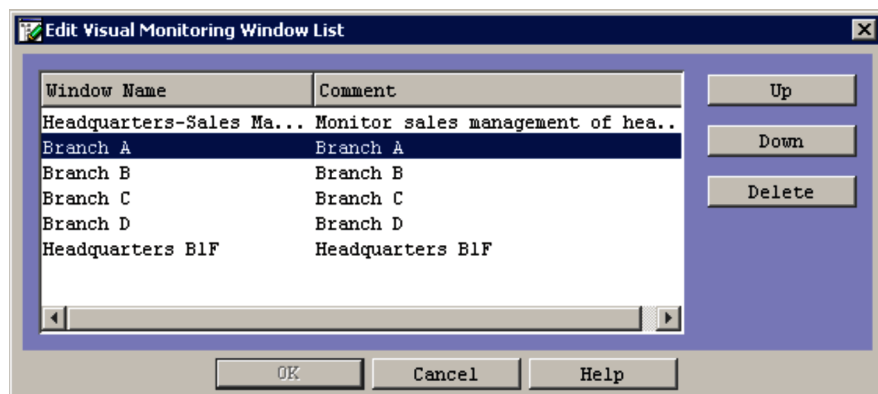 Edit Visual Monitoring Window List
Window Name Comment
Headquarters-Sales Ma... Monitor sales management of hea..
Branch A Branch A
Branch B Branch B
Branch C Branch C
Branch D Branch D
Headquarters B1F Headquarters B1F
Up
Down
Delete
OK Cancel Help